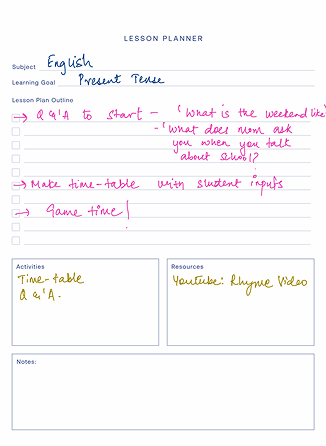 LESSON PLANNER
Subject English
Learning Goal Present Tense
Lesson Plan Outline
→ Q & A to start - 'What is the weekend like
- 'What does mom ask
you when you talk
about school?
→ Make time-table with student inputs
→ Game time!
Activities
Time-table
Q & A.
Resources
Youtube: Rhyme Video
Notes: